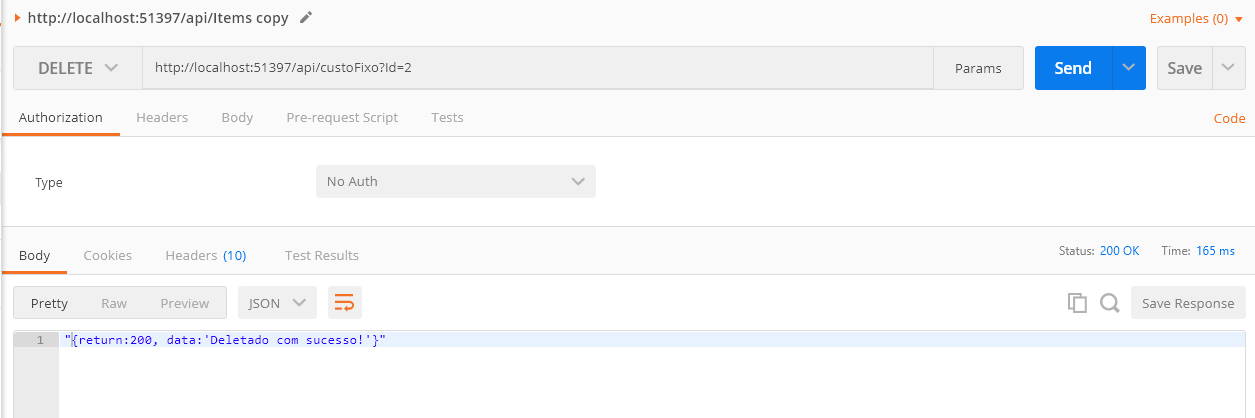 http://localhost:51397/api/Items copy
Examples (0)
DELETE
http://localhost:51397/api/custoFixo?Id=2
Params
Send
Save
Authorization
Headers
Body
Pre-request Script
Tests
Code
Type
No Auth
Body
Cookies
Headers (10)
Test Results
Status: 200 OK
Time: 165 ms
Pretty
Raw
Preview
JSON
Save Response
1
"{return:200, data:'Deletado com sucesso!'}"